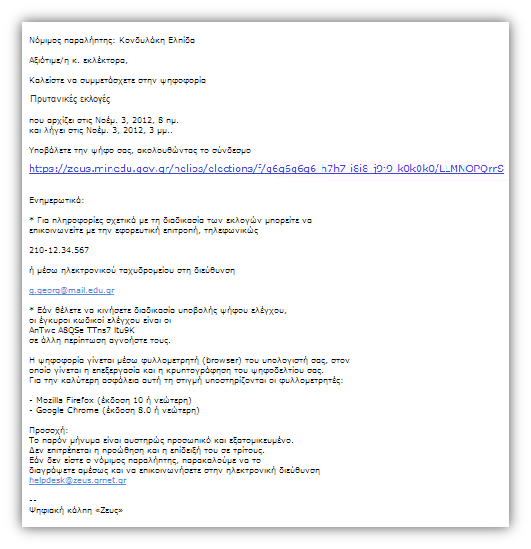 Νόμιμος παραλήπτης: Κονδυλάκη Ελπίδα
Αξιότιμε/η κ. εκλέκτορα,
Καλείστε να συμμετάσχετε στην ψηφοφορία
Πρυτανικές εκλογές
που αρχίζει στις Νοέμ. 3, 2012, 8 πμ.
και λήγει στις Νοέμ. 3, 2012, 3 μμ..
Υποβάλετε την ψήφο σας, ακολουθώντας το σύνδεσμο
Ενημερωτικά:
* Για πληροφορίες σχετικά με τη διαδικασία των εκλογών μπορείτε να
επικοινωνείτε με την εφορευτική επιτροπή, τηλεφωνικώς
210-12.34.567
ή μέσω ηλεκτρονικού ταχυδρομείου στη διεύθυνση
g.georg@mail.edu.gr
* Εάν θέλετε να κινήσετε διαδικασία υποβολής ψήφου ελέγχου,
οι έγκυροι κωδικοί ελέγχου είναι οι
AnTwc A8QSe TTns7
σε άλλη περίπτωση αγνοήστε τους.
Η ψηφοφορία γίνεται μέσω φυλλομετρητή (browser) του υπολογιστή σας, στον
οποίο γίνεται η επεξεργασία και η κρυπτογράφηση του ψηφοδελτίου σας.
Για την καλύτερη ασφάλεια αυτή τη στιγμή υποστηρίζονται οι φυλλομετρητές:
- Mozilla Firefox (έκδοση 10 ή νεώτερη)
- Google Chrome (έκδοση 8.0 ή νεώτερη)
Προσοχή:
Το παρόν μήνυμα είναι αυστηρώς προσωπικό και εξατομικευμένο.
Δεν επιτρέπεται η προώθηση και η επίδειξή του σε τρίτους.
Εάν δεν είστε ο νόμιμος παραλήπτης, παρακαλούμε να το
διαγράψετε αμέσως και να επικοινωνήσετε στην ηλεκτρονική διεύθυνση
helpdesk@zeus.grnet.gr
--
Ψηφιακή κάλπη «Ζευς»